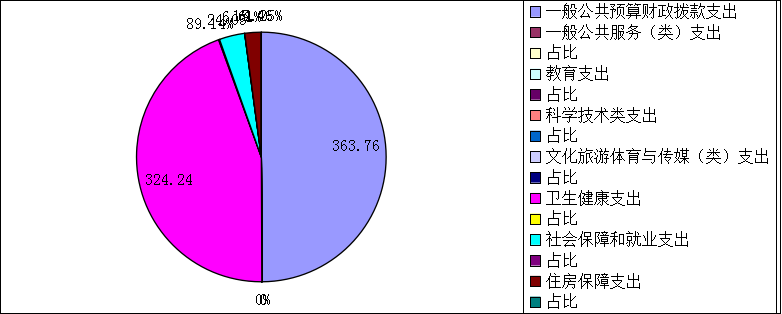 89.14%
363.76
324.24
0%
一般公共预算财政拨款支出
一般公共服务（类）支出
占比
教育支出
占比
科学技术类支出
占比
文化旅游体育与传媒（类）支出
占比
卫生健康支出
占比
社会保障和就业支出
占比
住房保障支出
占比